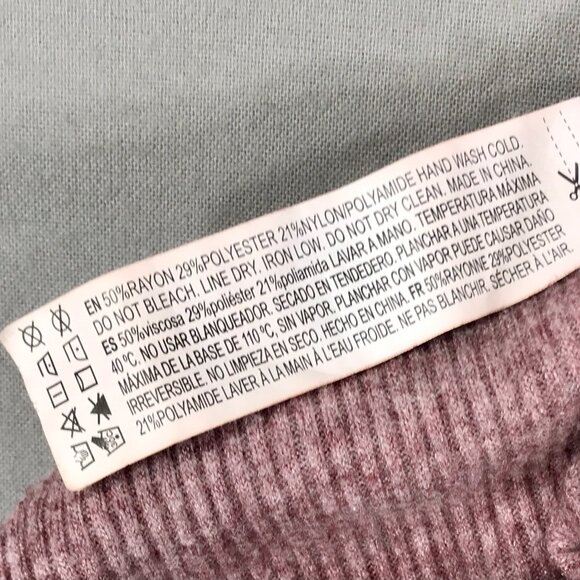 EN 50%RAYON 29%POLYESTER 21%NYLON/POLYAMIDE HAND WASH COLD.
DO NOT BLEACH. LINE DRY. IRON LOW. DO NOT DRY CLEAN. MADE IN CHINA.
ES 50%viscosa 29%poliéster 21%poliamida LAVAR A MANO. TEMPERATURA MÁXIMA
40 °C. NO USAR BLANQUEADOR. SECADO EN TENDEDERO. PLANCHAR A UNA TEMPERATURA
MÁXIMA DE LA BASE DE 110 °C, SIN VAPOR. PLANCHAR CON VAPOR PUEDE CAUSAR DAÑO
IRREVERSIBLE. NO LIMPIEZA EN SECO. HECHO EN CHINA. FR 50%RAYONNE 29%POLYESTER
21%POLYAMIDE LAVER À LA MAIN À L'EAU FROIDE. NE PAS BLANCHIR. SÉCHER À L'AIR.